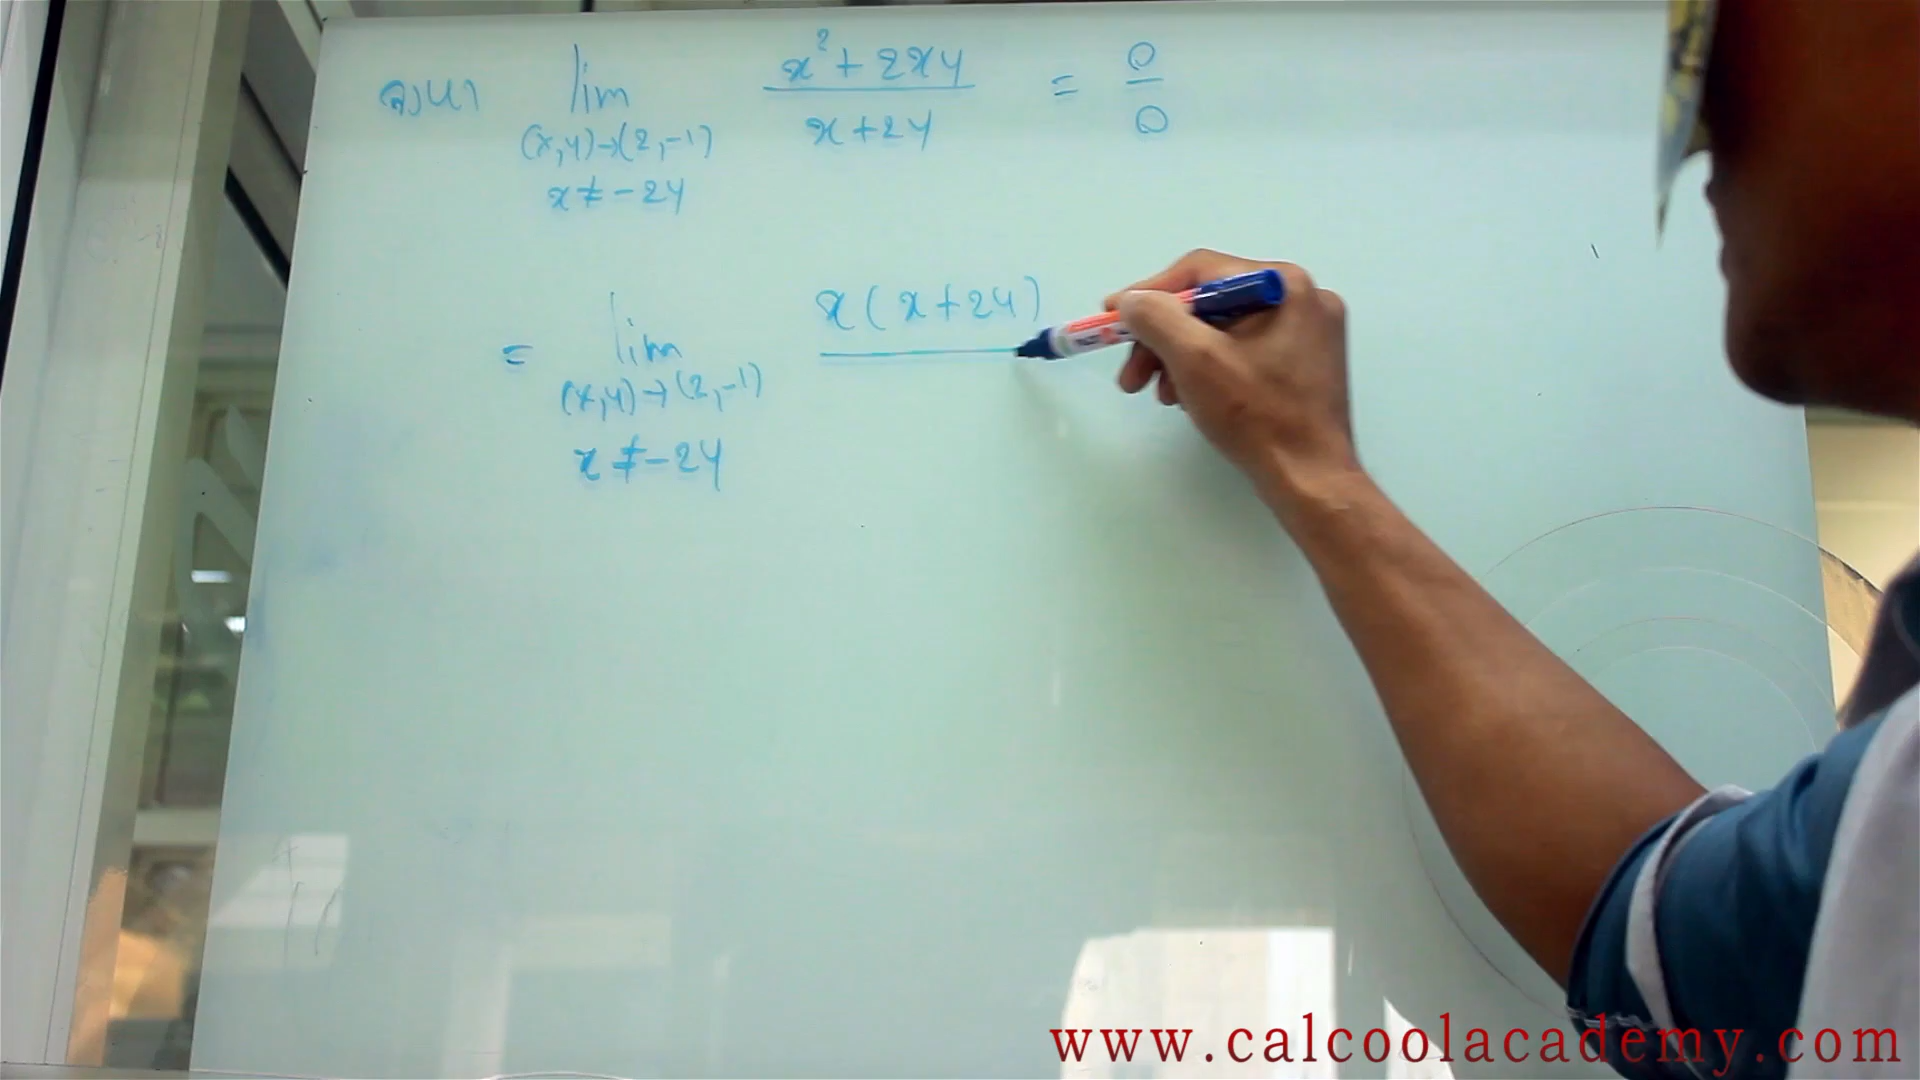 จงหา lim x²+2xy / x+2y = 0/0
(x,y)→(2,-1)
x ≠ -2y
= lim x(x+2y)
(x,y)→(2,-1)
x ≠ -2y
www.calcoolacademy.com